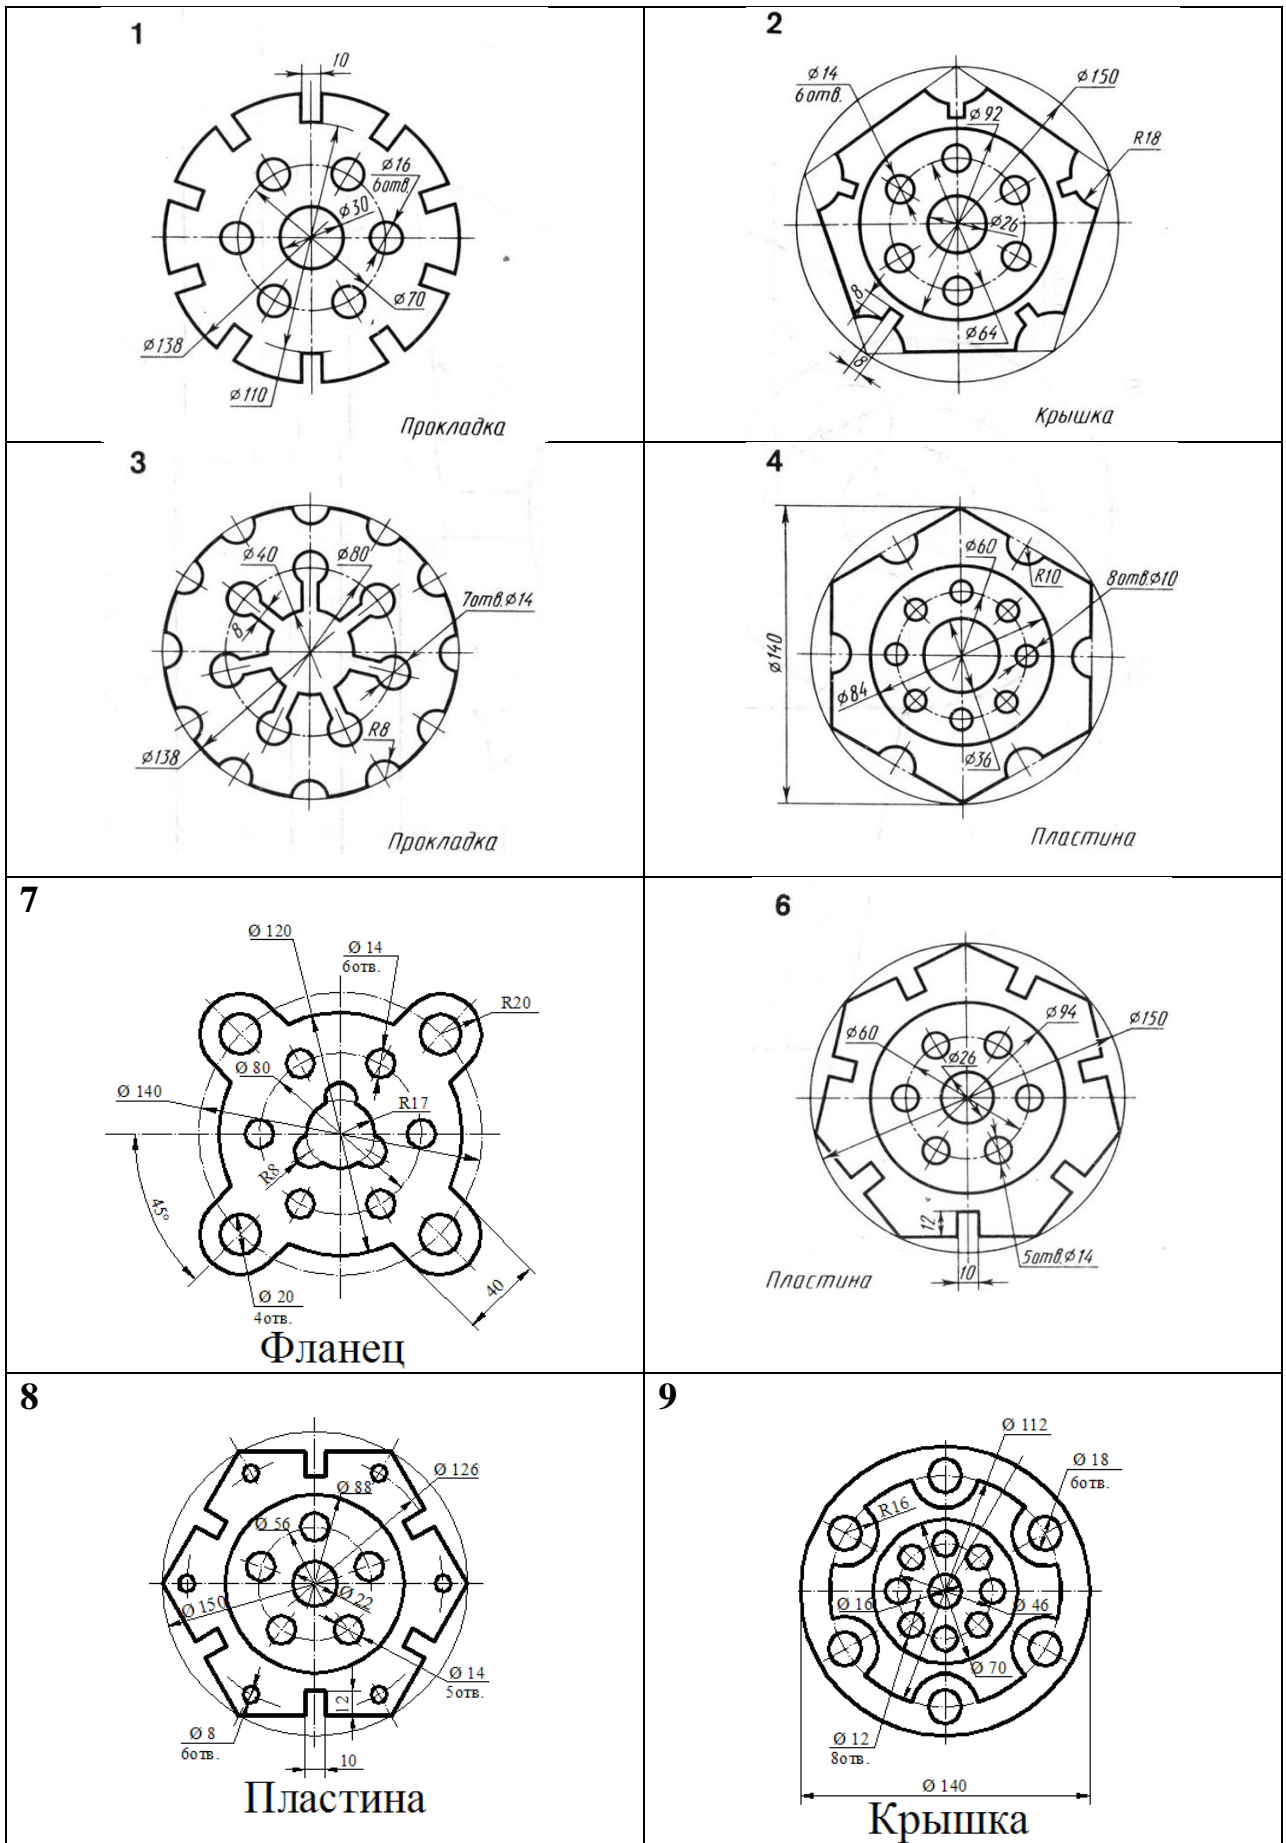 1
10
⌀16
6отв.
⌀30
⌀70
⌀138
⌀110
Прокладка
2
⌀14
6отв.
⌀150
⌀92
R18
⌀26
8
⌀64
8
Крышка
3
⌀40
⌀80
7отв.⌀14
8
R8
⌀138
Прокладка
4
⌀60
R10
8отв.⌀10
⌀140
⌀84
⌀36
Пластина
7
Ø 120
Ø 14
6отв.
R20
Ø 80
Ø 140
R17
R8
45°
40
Ø 20
4отв.
Фланец
6
⌀94
⌀150
⌀60
⌀26
12
5отв.⌀14
10
Пластина
8
Ø 126
Ø 88
Ø 56
Ø 150
Ø 22
Ø 14
5отв.
12
Ø 8
6отв.
10
Пластина
9
Ø 112
Ø 18
6отв.
R16
Ø 16
Ø 46
Ø 70
Ø 12
8отв.
Ø 140
Крышка